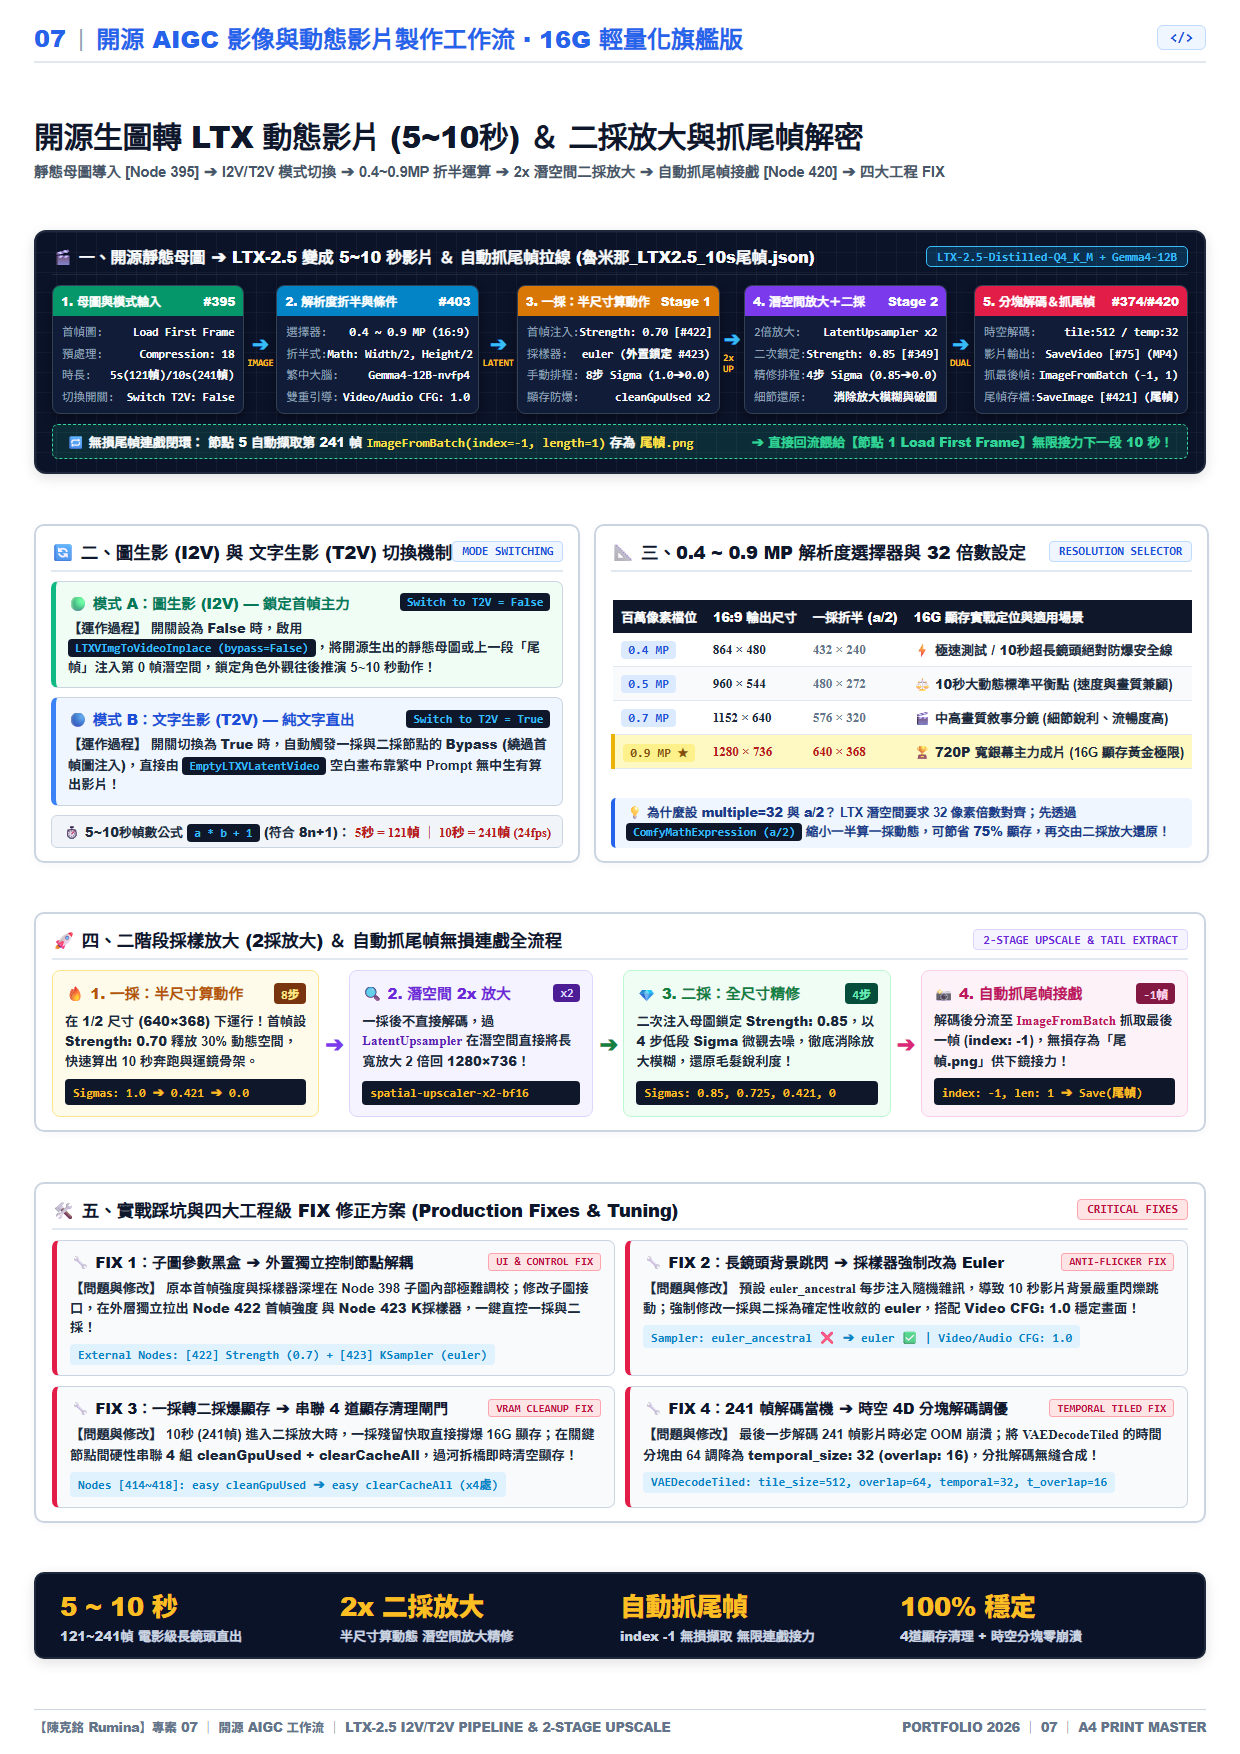 07 | 開源 AIGC 影像與動態影片製作工作流 · 16G 輕量化旗艦版
</>
開源生圖轉 LTX 動態影片 (5~10秒) ＆ 二採放大與抓尾幀解密
靜態母圖導入 [Node 395] ➔ I2V/T2V 模式切換 ➔ 0.4~0.9MP 折半運算 ➔ 2x 潛空間二採放大 ➔ 自動抓尾幀接戲 [Node 420] ➔ 四大工程 FIX
🎬 一、開源靜態母圖 ➔ LTX-2.5 變成 5~10 秒影片 ＆ 自動抓尾幀拉線 (魯米那_LTX2.5_10s尾幀.json)
LTX-2.5-Distilled-Q4_K_M + Gemma4-12B
1. 母圖與模式輸入 #395
首幀圖: Load First Frame
預處理: Compression: 18
時長: 5s(121幀)/10s(241幀)
切換開關: Switch T2V: False
➔
IMAGE
2. 解析度折半與條件 #403
選擇器: 0.4 ~ 0.9 MP (16:9)
折半式:Math: Width/2, Height/2
繁中大腦: Gemma4-12B-nvfp4
雙重引導: Video/Audio CFG: 1.0
➔
LATENT
3. 一採：半尺寸算動作 Stage 1
首幀注入:Strength: 0.70 [#422]
採樣器: euler (外置鎖定 #423)
手動排程: 8步 Sigma (1.0➔0.0)
顯存防爆: cleanGpuUsed x2
➔
2x
UP
4. 潛空間放大＋二採 Stage 2
2倍放大: LatentUpsampler x2
二次鎖定:Strength: 0.85 [#349]
精修排程:4步 Sigma (0.85➔0.0)
細節還原: 消除放大模糊與破圖
➔
DUAL
5. 分塊解碼＆抓尾幀 #374/#420
時空解碼: tile:512 / temp:32
影片輸出: SaveVideo [#75] (MP4)
抓最後幀: ImageFromBatch (-1, 1)
尾幀存檔:SaveImage [#421] (尾幀)
🔁 無損尾幀連戲閉環： 節點 5 自動擷取第 241 幀 ImageFromBatch(index=-1, length=1) 存為 尾幀.png ➔ 直接回流餵給【節點 1 Load First Frame】無限接力下一段 10 秒！
🔄 二、圖生影 (I2V) 與 文字生影 (T2V) 切換機制
MODE SWITCHING
🟢 模式 A：圖生影 (I2V) — 鎖定首幀主力
Switch to T2V = False
【運作過程】 開關設為 False 時，啟用
LTXVImgToVideoInplace (bypass=False) ，將開源生出的靜態母圖或上一段「尾
幀」注入第 0 幀潛空間，鎖定角色外觀往後推演 5~10 秒動作！
🔵 模式 B：文字生影 (T2V) — 純文字直出
Switch to T2V = True
【運作過程】 開關切換為 True 時，自動觸發一採與二採節點的 Bypass (繞過首
幀圖注入)，直接由 EmptyLTXVLatentVideo 空白畫布靠繁中 Prompt 無中生有算
出影片！
⏱️ 5~10秒幀數公式 a * b + 1 (符合 8n+1)： 5秒 = 121幀 ｜ 10秒 = 241幀 (24fps)
📐 三、0.4 ~ 0.9 MP 解析度選擇器與 32 倍數設定
RESOLUTION SELECTOR
百萬像素檔位 16:9 輸出尺寸 一採折半 (a/2) 16G 顯存實戰定位與適用場景
0.4 MP 864 × 480 432 × 240 ⚡ 極速測試 / 10秒超長鏡頭絕對防爆安全線
0.5 MP 960 × 544 480 × 272 ⚖️ 10秒大動態標準平衡點 (速度與畫質兼顧)
0.7 MP 1152 × 640 576 × 320 🎬 中高畫質敘事分鏡 (細節銳利、流暢度高)
0.9 MP ★ 1280 × 736 640 × 368 🏆 720P 寬銀幕主力成片 (16G 顯存黃金極限)
💡 為什麼設 multiple=32 與 a/2？ LTX 潛空間要求 32 像素倍數對齊；先透過
ComfyMathExpression (a/2) 縮小一半算一採動態，可節省 75% 顯存，再交由二採放大還原！
🚀 四、二階段採樣放大 (2採放大) ＆ 自動抓尾幀無損連戲全流程
2-STAGE UPSCALE & TAIL EXTRACT
🔥 1. 一採：半尺寸算動作 8步
在 1/2 尺寸 (640×368) 下運行！首幀設
Strength: 0.70 釋放 30% 動態空間，
快速算出 10 秒奔跑與運鏡骨架。
Sigmas: 1.0 ➔ 0.421 ➔ 0.0
➔
🔍 2. 潛空間 2x 放大 x2
一採後不直接解碼，過
LatentUpsampler 在潛空間直接將長
寬放大 2 倍回 1280×736！
spatial-upscaler-x2-bf16
➔
💎 3. 二採：全尺寸精修 4步
二次注入母圖鎖定 Strength: 0.85，以
4 步低段 Sigma 微觀去噪，徹底消除放
大模糊，還原毛髮銳利度！
Sigmas: 0.85, 0.725, 0.421, 0
➔
📸 4. 自動抓尾幀接戲 -1幀
解碼後分流至 ImageFromBatch 抓取最後
一幀 (index: -1)，無損存為「尾
幀.png」供下鏡接力！
index: -1, len: 1 ➔ Save(尾幀)
🛠️ 五、實戰踩坑與四大工程級 FIX 修正方案 (Production Fixes & Tuning)
CRITICAL FIXES
🔧 FIX 1：子圖參數黑盒 ➔ 外置獨立控制節點解耦
UI & CONTROL FIX
【問題與修改】 原本首幀強度與採樣器深埋在 Node 398 子圖內部極難調校；修改子圖接
口，在外層獨立拉出 Node 422 首幀強度 與 Node 423 K採樣器，一鍵直控一採與二
採！
External Nodes: [422] Strength (0.7) + [423] KSampler (euler)
🔧 FIX 2：長鏡頭背景跳閃 ➔ 採樣器強制改為 Euler
ANTI-FLICKER FIX
【問題與修改】 預設 euler_ancestral 每步注入隨機雜訊，導致 10 秒影片背景嚴重閃爍跳
動；強制修改一採與二採為確定性收斂的 euler，搭配 Video CFG: 1.0 穩定畫面！
Sampler: euler_ancestral ❌ ➔ euler ✅ | Video/Audio CFG: 1.0
🔧 FIX 3：一採轉二採爆顯存 ➔ 串聯 4 道顯存清理閘門
VRAM CLEANUP FIX
【問題與修改】 10秒 (241幀) 進入二採放大時，一採殘留快取直接撐爆 16G 顯存；在關鍵
節點間硬性串聯 4 組 cleanGpuUsed + clearCacheAll，過河拆橋即時清空顯存！
Nodes [414~418]: easy cleanGpuUsed ➔ easy clearCacheAll (x4處)
🔧 FIX 4：241 幀解碼當機 ➔ 時空 4D 分塊解碼調優
TEMPORAL TILED FIX
【問題與修改】 最後一步解碼 241 幀影片時必定 OOM 崩潰；將 VAEDecodeTiled 的時間
分塊由 64 調降為 temporal_size: 32 (overlap: 16)，分批解碼無縫合成！
VAEDecodeTiled: tile_size=512, overlap=64, temporal=32, t_overlap=16
5 ~ 10 秒
121~241幀 電影級長鏡頭直出
2x 二採放大
半尺寸算動態 潛空間放大精修
自動抓尾幀
index -1 無損擷取 無限連戲接力
100% 穩定
4道顯存清理 + 時空分塊零崩潰
【陳克銘 Rumina】專案 07 ｜ 開源 AIGC 工作流 ｜ LTX-2.5 I2V/T2V PIPELINE & 2-STAGE UPSCALE
PORTFOLIO 2026 ｜ 07 ｜ A4 PRINT MASTER